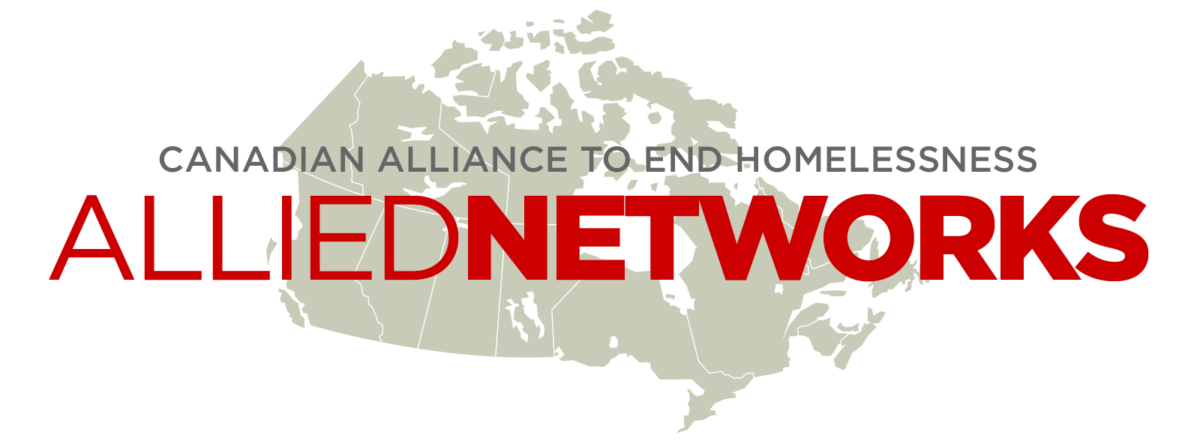 CANADIAN ALLIANCE TO END HOMELESSNESS
ALLIEDNETWORKS